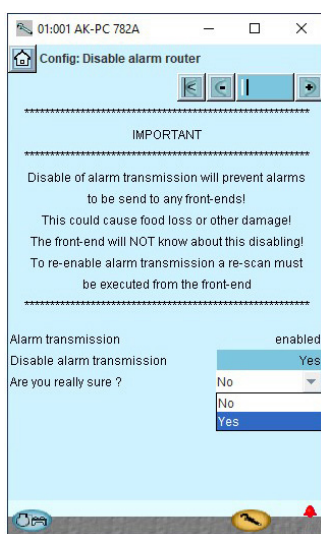 01:001 AK-PC 782A
Config: Disable alarm router
**********************************************************************
IMPORTANT
**********************************************************************
Disable of alarm transmission will prevent alarms
to be send to any front-ends!
This could cause food loss or other damage!
The front-end will NOT know about this disabling!
To re-enable alarm transmission a re-scan must
be executed from the front-end
**********************************************************************
Alarm transmission enabled
Disable alarm transmission Yes
Are you really sure ? No
No
Yes